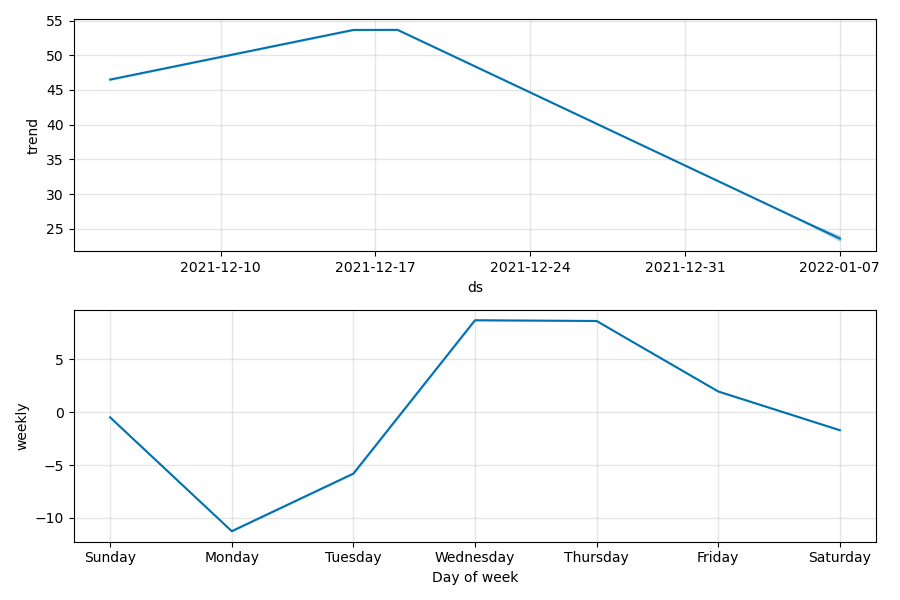 55
50
45
40
35
30
25
trend
2021-12-10 2021-12-17 2021-12-24 2021-12-31 2022-01-07
ds
5
0
−5
−10
weekly
Sunday Monday Tuesday Wednesday Thursday Friday Saturday
Day of week